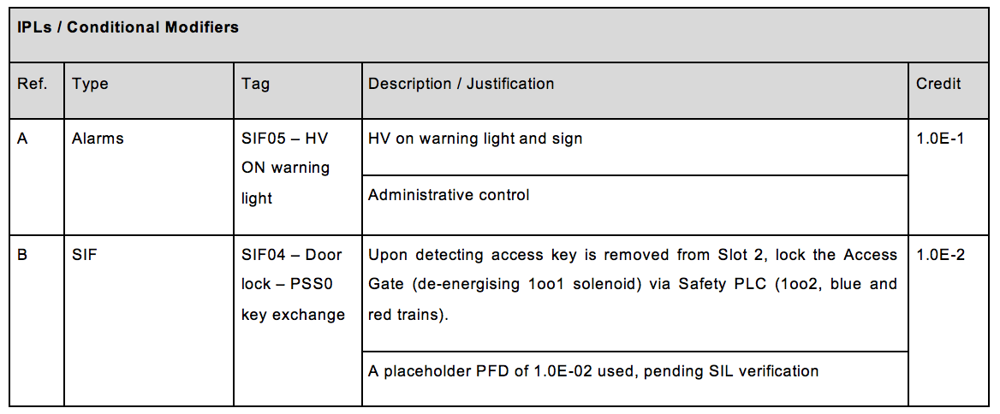 IPLs / Conditional Modifiers
Ref. Type Tag Description / Justification Credit
A Alarms SIF05 – HV HV on warning light and sign 1.0E-1
ON warning
light Administrative control
B SIF SIF04 – Door Upon detecting access key is removed from Slot 2, lock the Access 1.0E-2
lock – PSS0 Gate (de-energising 1oo1 solenoid) via Safety PLC (1oo2, blue and
key exchange red trains).
A placeholder PFD of 1.0E-02 used, pending SIL verification